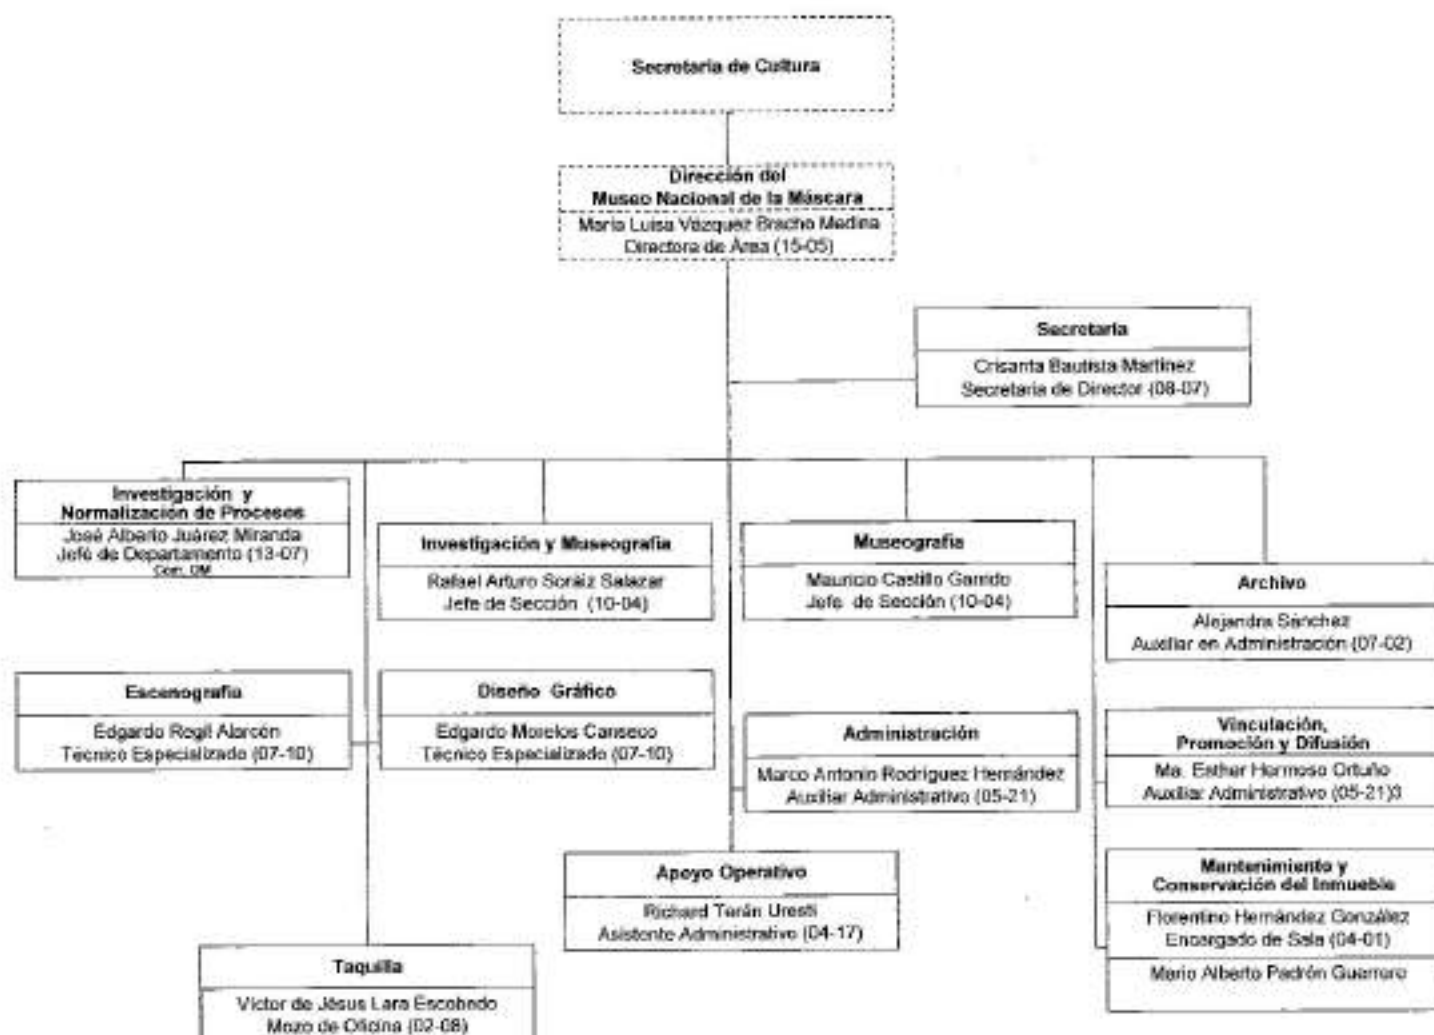 Secretaría de Cultura
Dirección del
Museo Nacional de la Máscara
María Luisa Vázquez Bracho Medina
Directora de Área (15-05)
Secretaria
Crisanta Bautista Martínez
Secretaria de Director (08-07)
Investigación y
Normalización de Procesos
José Alberto Juárez Miranda
Jefe de Departamento (13-07)
Com. OM
Investigación y Museografía
Rafael Arturo Soraiz Salazar
Jefe de Sección (10-04)
Museografía
Mauricio Castillo Garrido
Jefe de Sección (10-04)
Archivo
Alejandra Sánchez
Auxiliar en Administración (07-02)
Escenografía
Edgardo Regil Alarcón
Técnico Especializado (07-10)
Diseño Gráfico
Edgardo Morelos Canseco
Técnico Especializado (07-10)
Administración
Marco Antonio Rodríguez Hernández
Auxiliar Administrativo (05-21)
Vinculación,
Promoción y Difusión
Ma. Esther Hermoso Ortuño
Auxiliar Administrativo (05-21)3
Apoyo Operativo
Richard Terán Uresti
Asistente Administrativo (04-17)
Mantenimiento y
Conservación del Inmueble
Florentino Hernández González
Encargado de Sala (04-01)
Mario Alberto Padrón Guerrero
Taquilla
Víctor de Jésus Lara Escobedo
Mozo de Oficina (02-08)